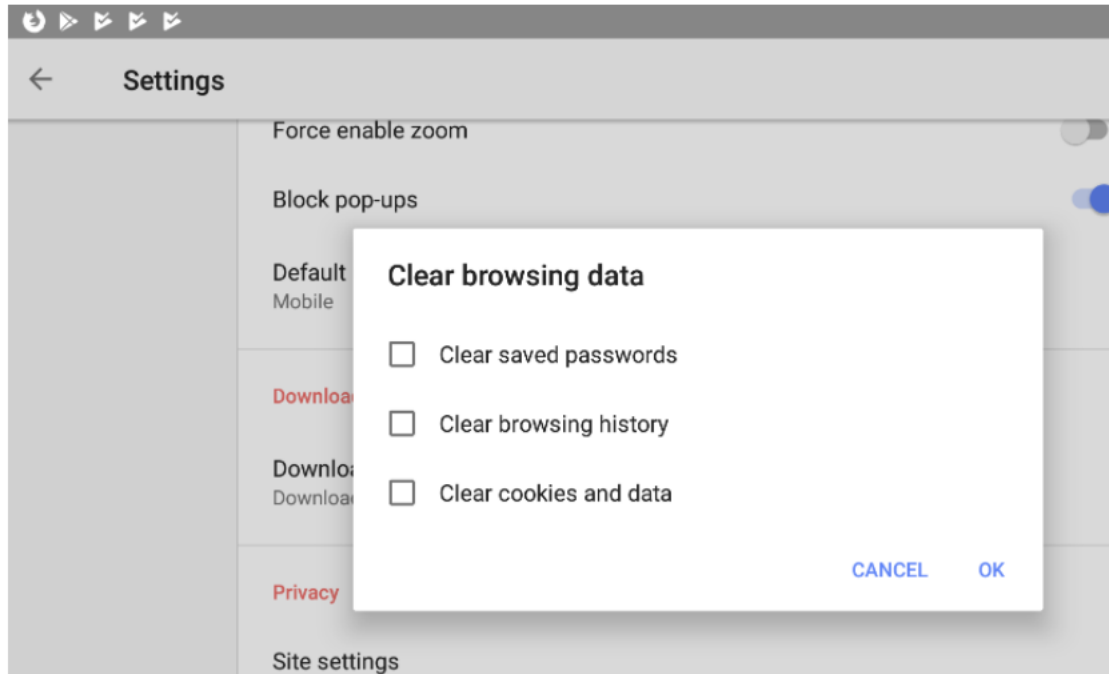 Settings
Force enable zoom
Block pop-ups
Default
Mobile
Clear browsing data
Clear saved passwords
Clear browsing history
Clear cookies and data
CANCEL OK
Privacy
Site settings